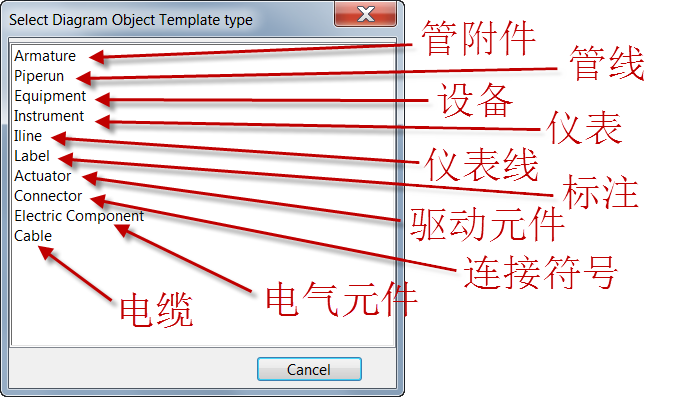 Select Diagram Object Template type
Armature
管附件
Piperun
管线
Equipment
设备
Instrument
仪表
Iline
仪表线
Label
标注
Actuator
驱动元件
Connector
连接符号
Electric Component
电气元件
Cable
电缆
Cancel